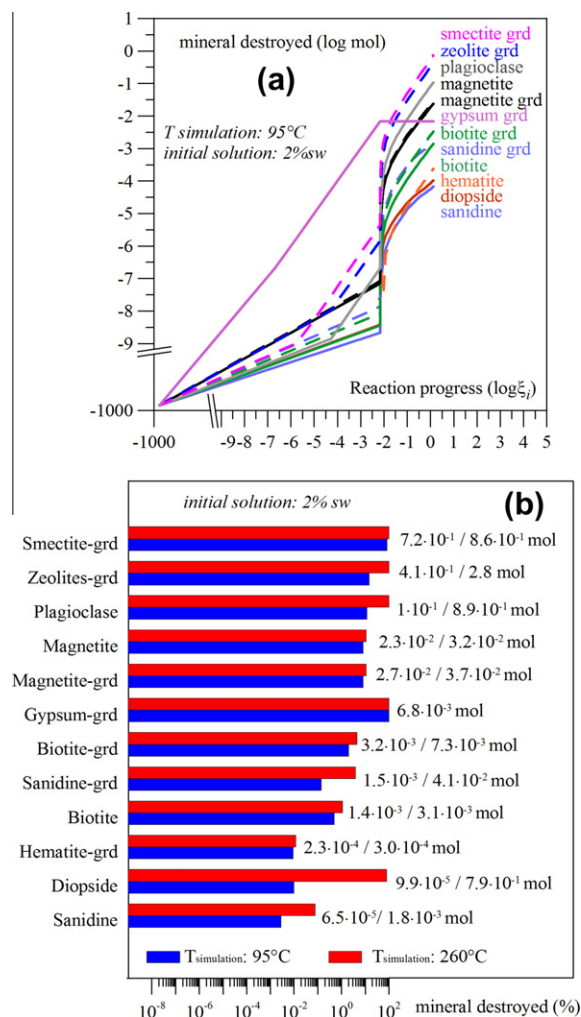 1
0
-1
-2
-3
-4
-5
-6
-7
-8
-9
-1000
mineral destroyed (log mol)
(a)
T simulation: 95°C
initial solution: 2%sw
smectite grd
zeolite grd
plagioclase
magnetite
magnetite grd
gypsum grd
biotite grd
sanidine grd
biotite
hematite
diopside
sanidine
Reaction progress (logξi)
-1000 -9 -8 -7 -6 -5 -4 -3 -2 -1 0 1 2 3 4 5
initial solution: 2% sw
(b)
Smectite-grd 7.2·10⁻¹ / 8.6·10⁻¹ mol
Zeolites-grd 4.1·10⁻¹ / 2.8 mol
Plagioclase 1·10⁻¹ / 8.9·10⁻¹ mol
Magnetite 2.3·10⁻² / 3.2·10⁻² mol
Magnetite-grd 2.7·10⁻² / 3.7·10⁻² mol
Gypsum-grd 6.8·10⁻³ mol
Biotite-grd 3.2·10⁻³ / 7.3·10⁻³ mol
Sanidine-grd 1.5·10⁻³ / 4.1·10⁻² mol
Biotite 1.4·10⁻³ / 3.1·10⁻³ mol
Hematite-grd 2.3·10⁻⁴ / 3.0·10⁻⁴ mol
Diopside 9.9·10⁻⁵ / 7.9·10⁻¹ mol
Sanidine 6.5·10⁻⁵/ 1.8·10⁻³ mol
Tsimulation: 95°C Tsimulation: 260°C
10⁻⁸ 10⁻⁶ 10⁻⁴ 10⁻² 10⁰ 10² mineral destroyed (%)